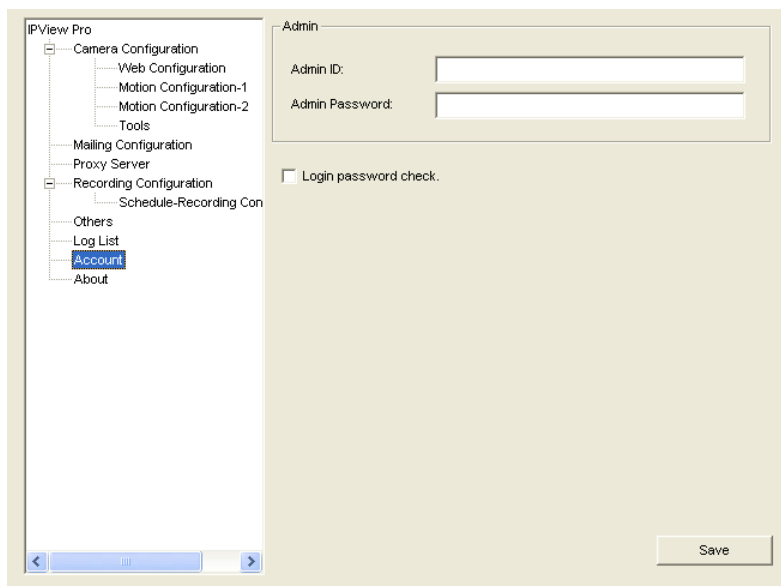 IPView Pro
Camera Configuration
Web Configuration
Motion Configuration-1
Motion Configuration-2
Tools
Mailing Configuration
Proxy Server
Recording Configuration
Schedule-Recording Con
Others
Log List
Account
About
Admin
Admin ID:
Admin Password:
Login password check.
Save